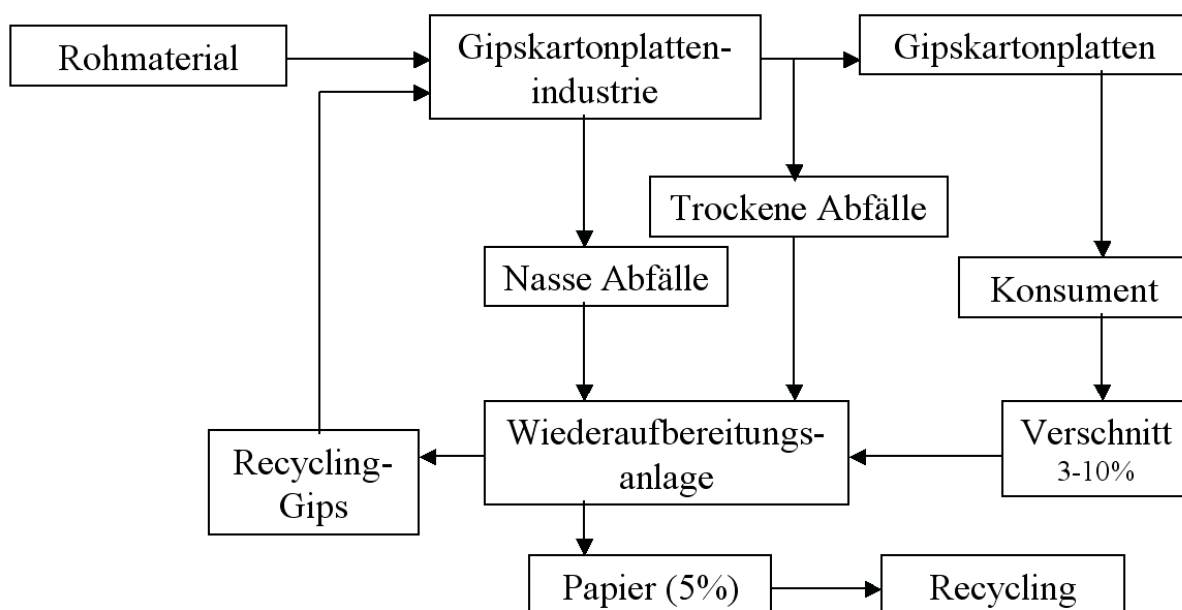 Rohmaterial
Gipskartonplatten-
industrie
Gipskartonplatten
Trockene Abfälle
Nasse Abfälle
Konsument
Recycling-
Gips
Wiederaufbereitungs-
anlage
Verschnitt
3-10%
Papier (5%)
Recycling